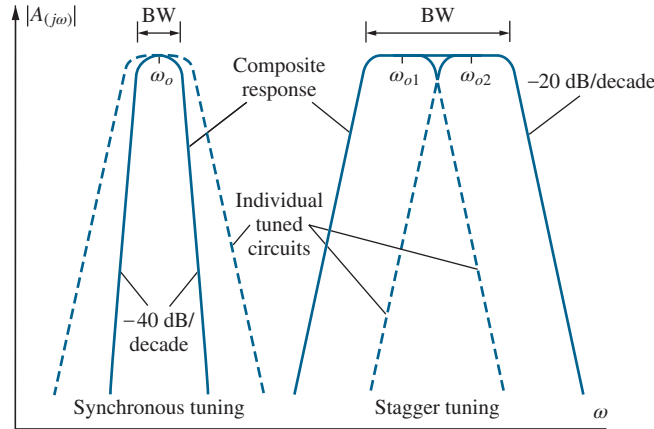 |A(jω)|
BW
BW
ωo
Composite
response
ωo1
ωo2
−20 dB/decade
Individual
tuned
circuits
−40 dB/
decade
Synchronous tuning
Stagger tuning
ω